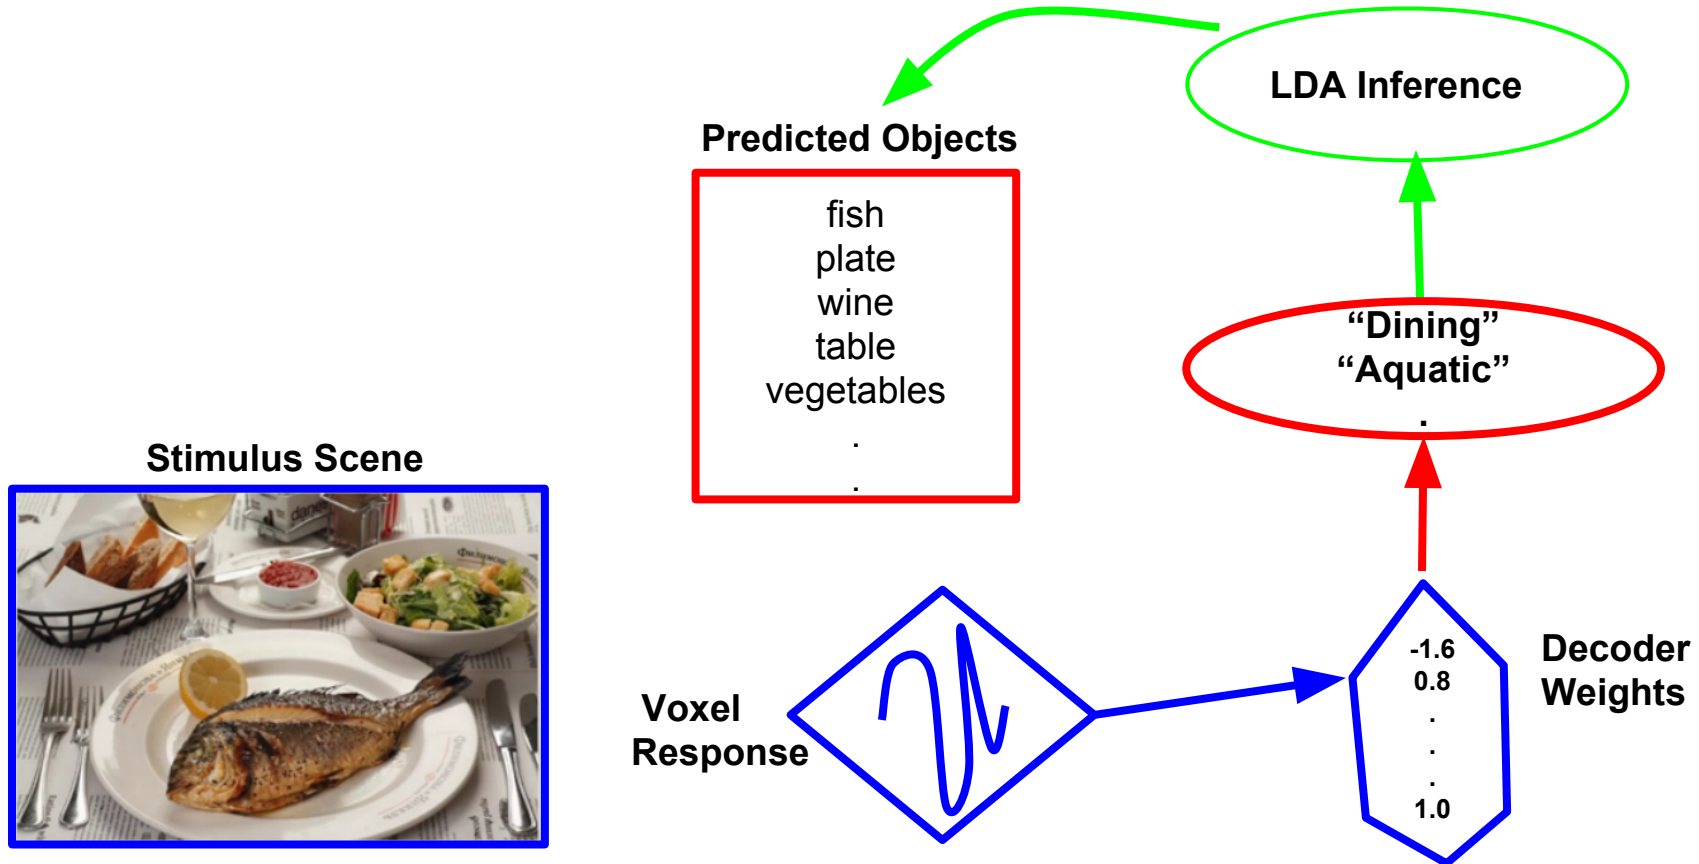 LDA Inference
Predicted Objects
fish
plate
wine
table
vegetables
.
.
“Dining”
“Aquatic”
.
Stimulus Scene
Voxel
Response
-1.6
0.8
.
.
.
1.0
Decoder
Weights